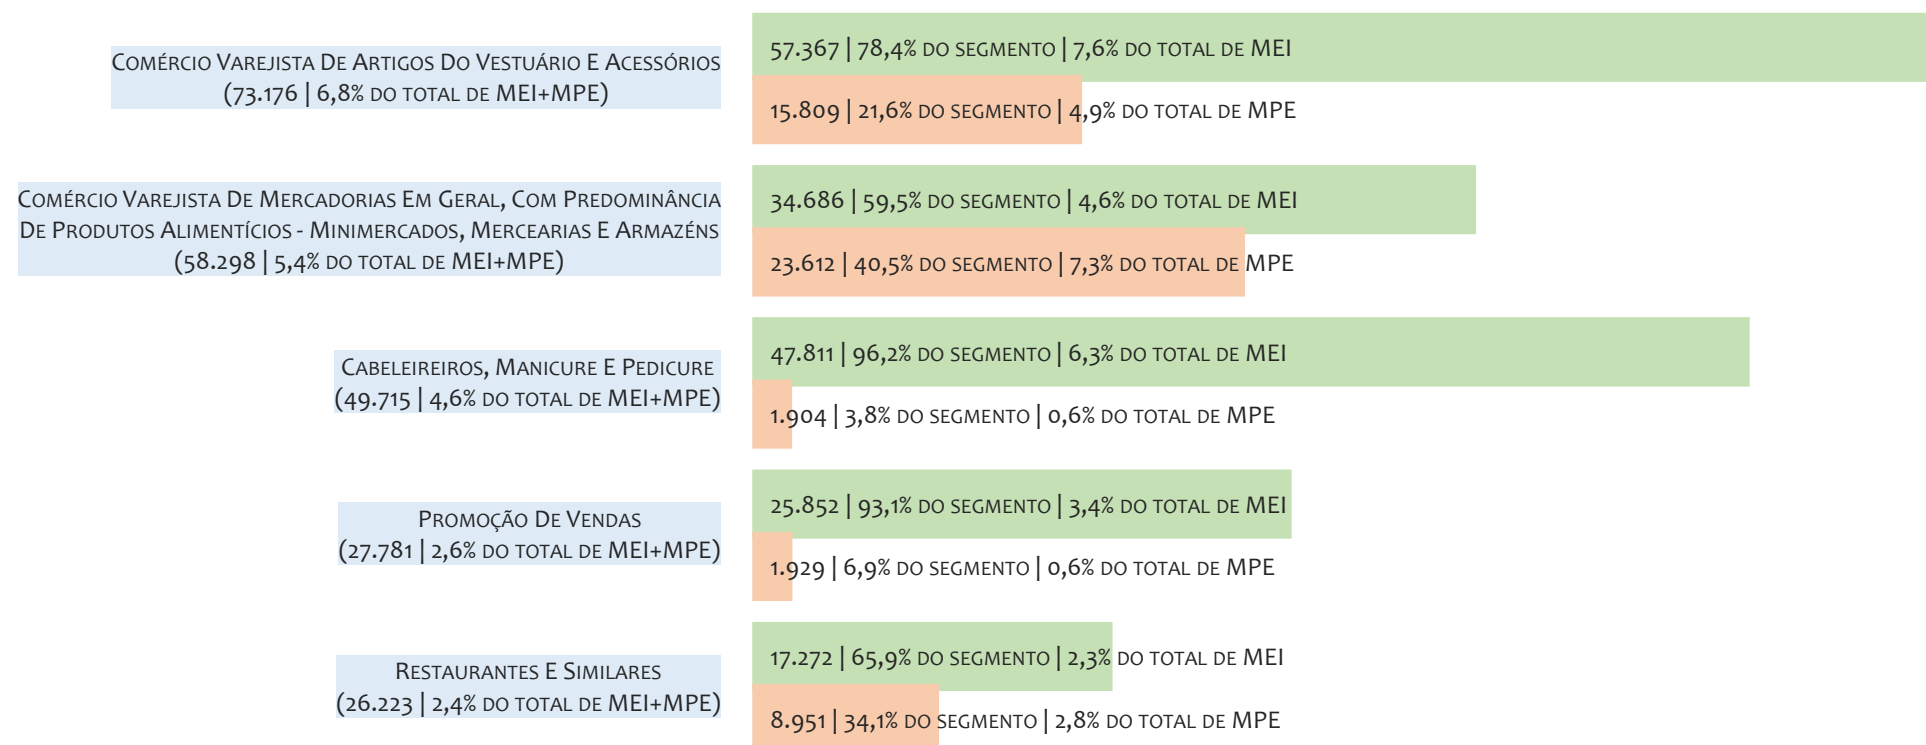 Comércio Varejista De Artigos Do Vestuário E Acessórios
(73.176 | 6,8% do total de MEI+MPE)
57.367 | 78,4% do segmento | 7,6% do total de MEI
15.809 | 21,6% do segmento | 4,9% do total de MPE
Comércio Varejista De Mercadorias Em Geral, Com Predominância
De Produtos Alimentícios - Minimercados, Mercearias E Armazéns
(58.298 | 5,4% do total de MEI+MPE)
34.686 | 59,5% do segmento | 4,6% do total de MEI
23.612 | 40,5% do segmento | 7,3% do total de MPE
Cabeleireiros, Manicure E Pedicure
(49.715 | 4,6% do total de MEI+MPE)
47.811 | 96,2% do segmento | 6,3% do total de MEI
1.904 | 3,8% do segmento | 0,6% do total de MPE
Promoção De Vendas
(27.781 | 2,6% do total de MEI+MPE)
25.852 | 93,1% do segmento | 3,4% do total de MEI
1.929 | 6,9% do segmento | 0,6% do total de MPE
Restaurantes E Similares
(26.223 | 2,4% do total de MEI+MPE)
17.272 | 65,9% do segmento | 2,3% do total de MEI
8.951 | 34,1% do segmento | 2,8% do total de MPE